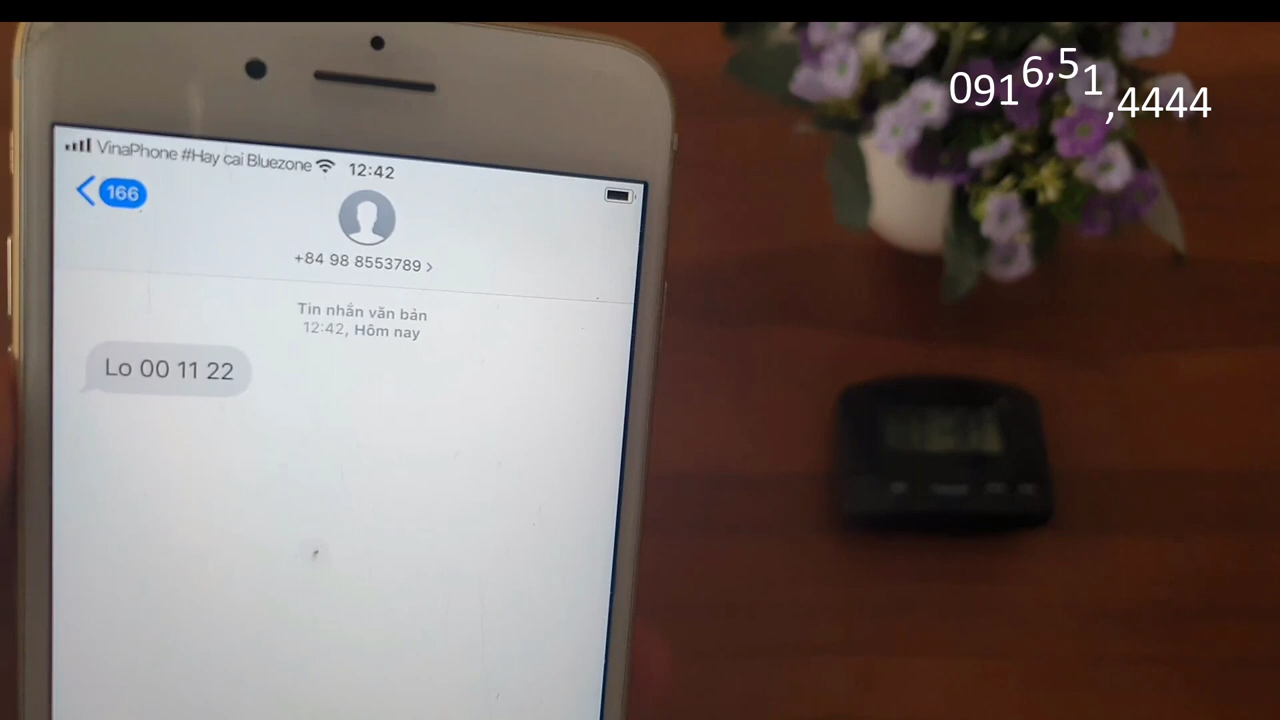 VinaPhone #Hay cai Bluezone 12:42
166
+84 98 8553789
Tin nhắn văn bản
12:42, Hôm nay
Lo 00 11 22
0916,51,4444